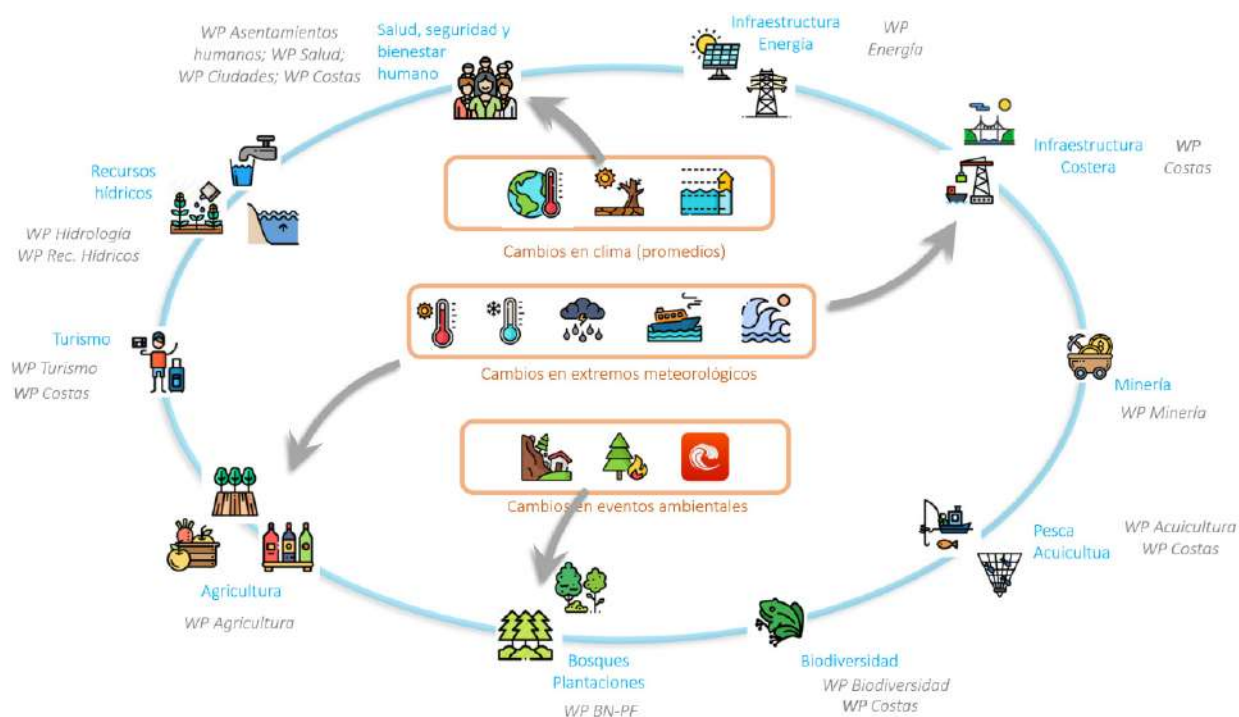 WP Asentamientos
humanos; WP Salud;
WP Ciudades; WP Costas
Salud, seguridad y
bienestar
humano
Infraestructura
Energía
WP
Energía
Infraestructura
Costera
WP
Costas
Recursos
hídricos
WP Hidrología
WP Rec. Hídricos
Cambios en clima (promedios)
Cambios en extremos meteorológicos
Cambios en eventos ambientales
Turismo
WP Turismo
WP Costas
Minería
WP Minería
Pesca
Acuicultua
WP Acuicultura
WP Costas
Agricultura
WP Agricultura
Bosques
Plantaciones
WP BN-PF
Biodiversidad
WP Biodiversidad
WP Costas